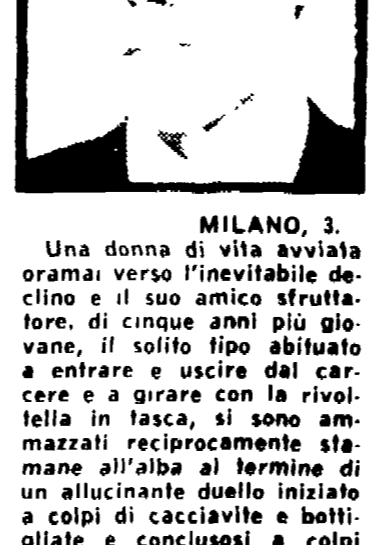 MILANO, 3.
Una donna di vita avviata
oramai verso l'inevitabile de-
clino e il suo amico sfrutta-
tore, di cinque anni più gio-
vane, il solito tipo abituato
a entrare e uscire dal car-
cere e a girare con la rivol-
tella in tasca, si sono am-
mazzati reciprocamente sta-
mane all'alba al termine di
un allucinante duello iniziato
a colpi di cacciavite e botti-
gliate e conclusosi a colpi